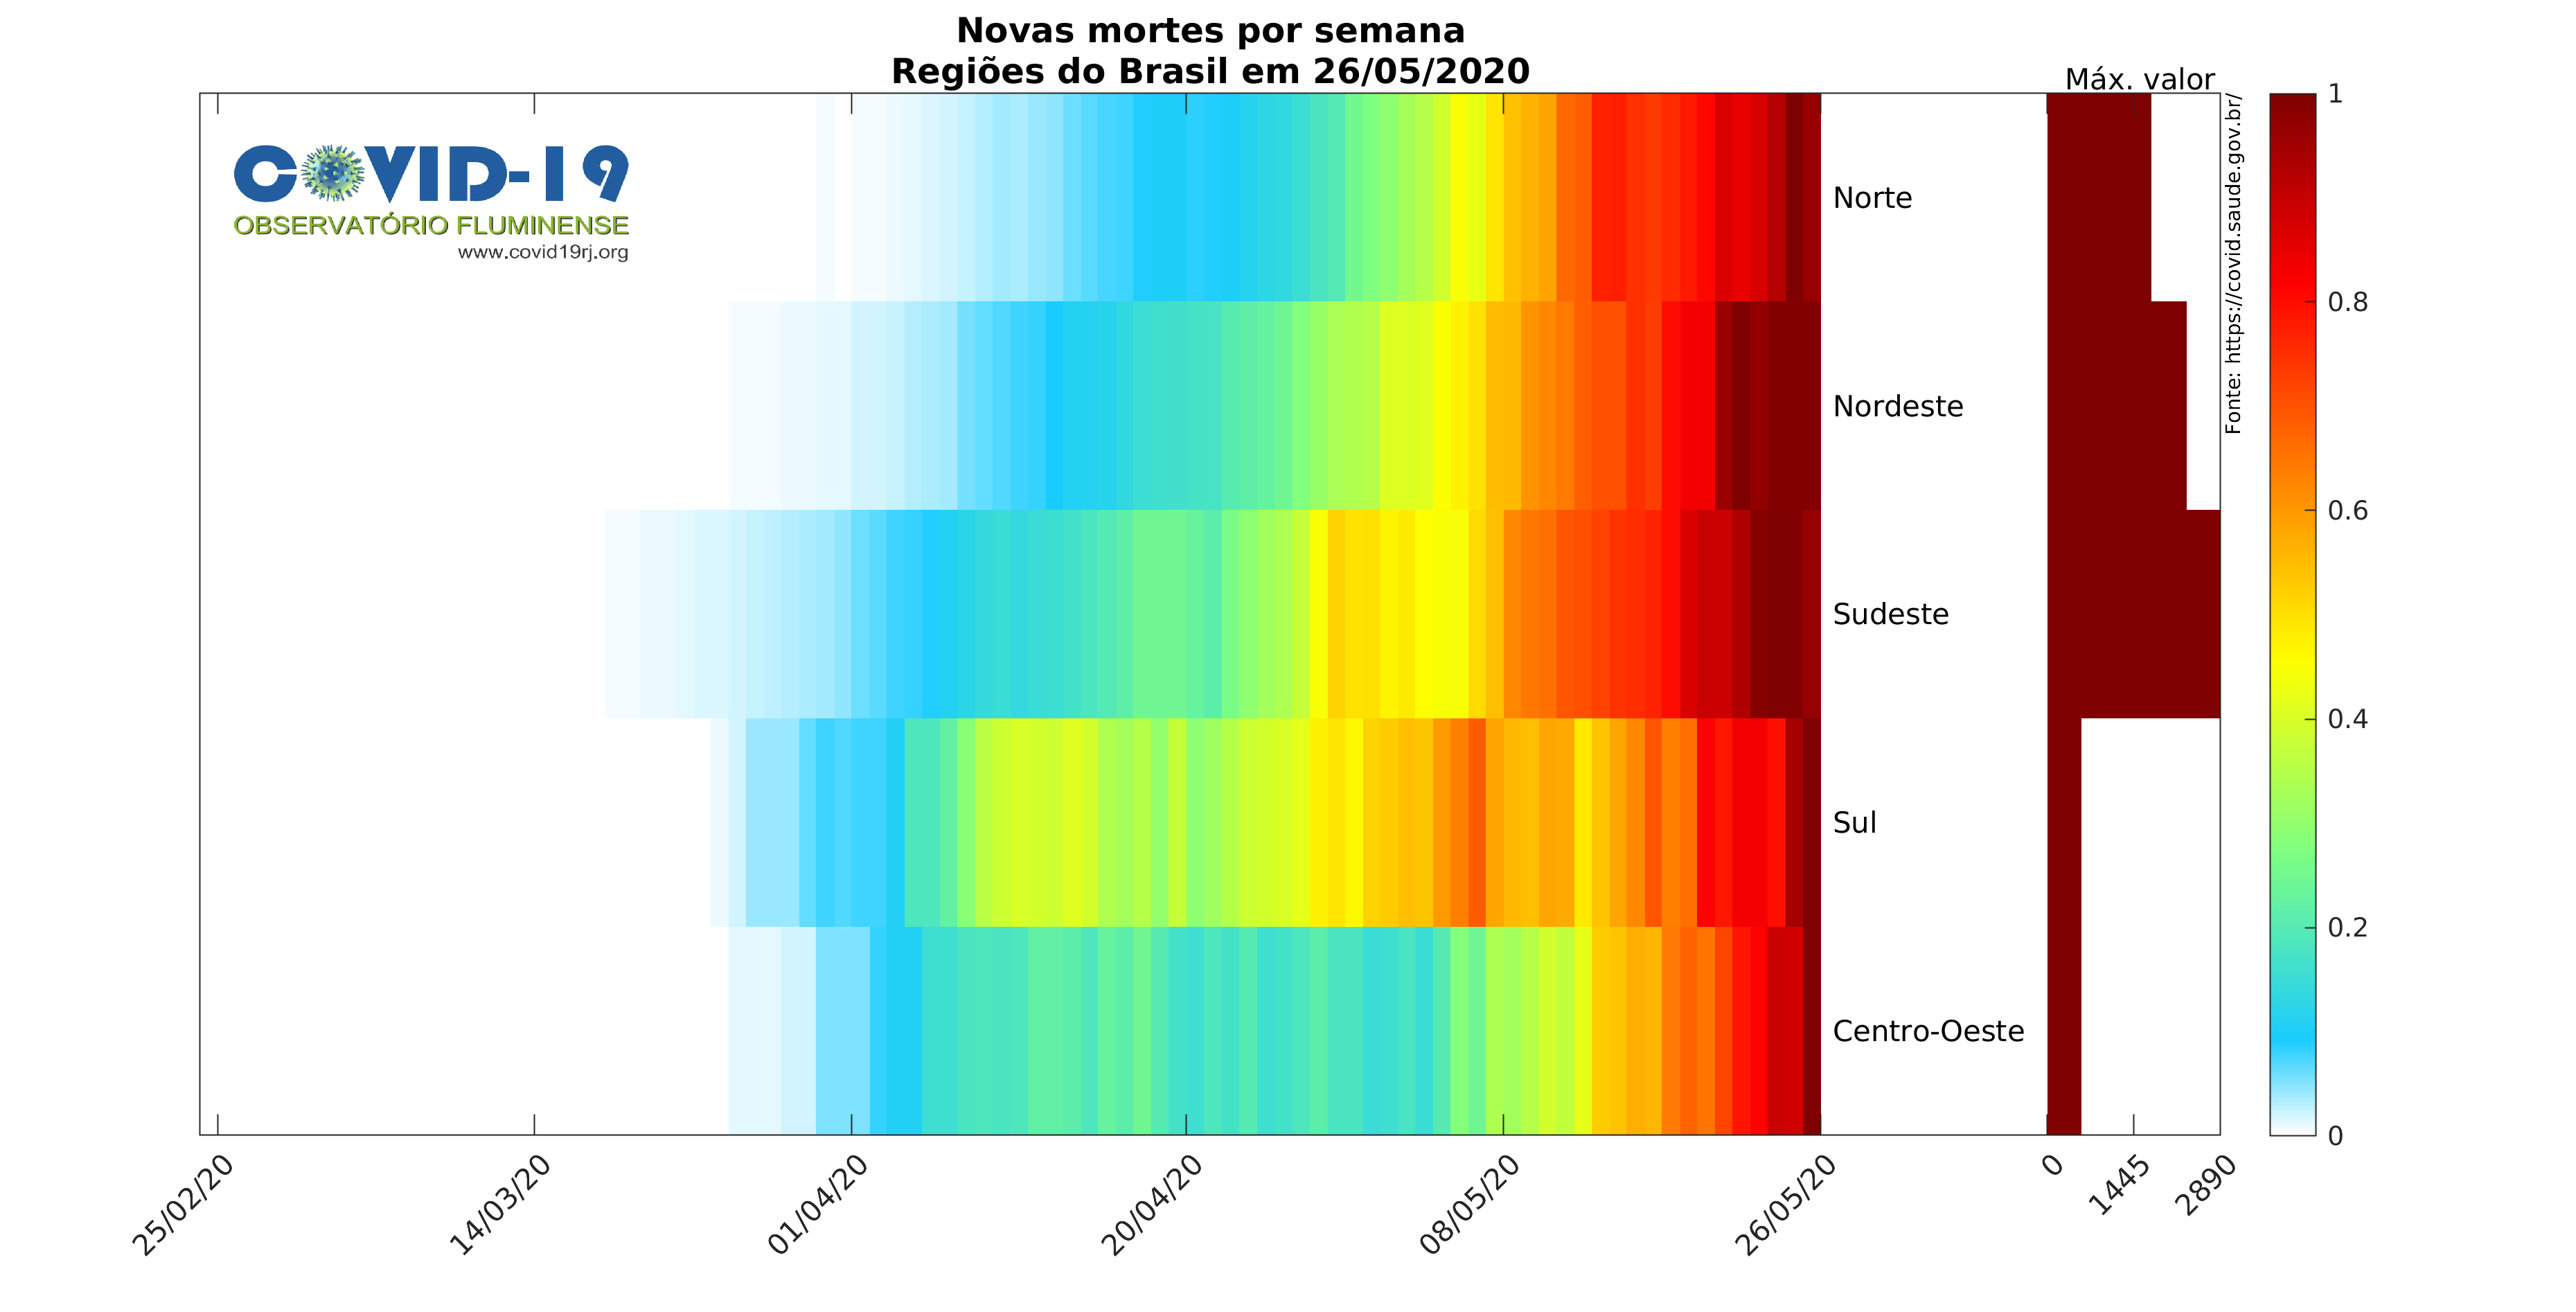 Novas mortes por semana
Regiões do Brasil em 26/05/2020
Máx. valor
COVID-19
OBSERVATÓRIO FLUMINENSE
www.covid19rj.org
Norte
Nordeste
Sudeste
Sul
Centro-Oeste
Fonte: https://covid.saude.gov.br/
1
0.8
0.6
0.4
0.2
0
25/02/20
14/03/20
01/04/20
20/04/20
08/05/20
26/05/20
0
1445
2890